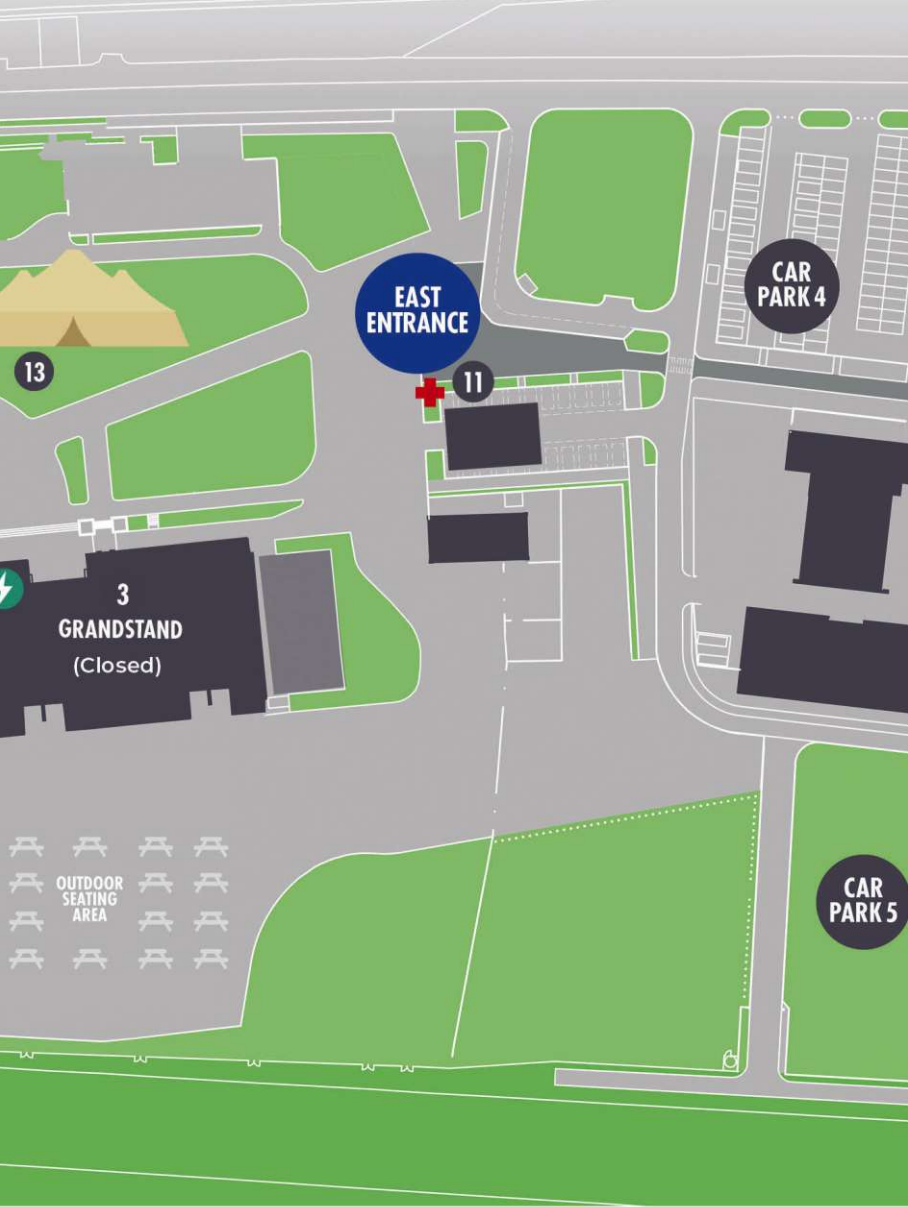 EAST
ENTRANCE
CAR
PARK 4
13
11
3
GRANDSTAND
(Closed)
OUTDOOR
SEATING
AREA
CAR
PARK 5